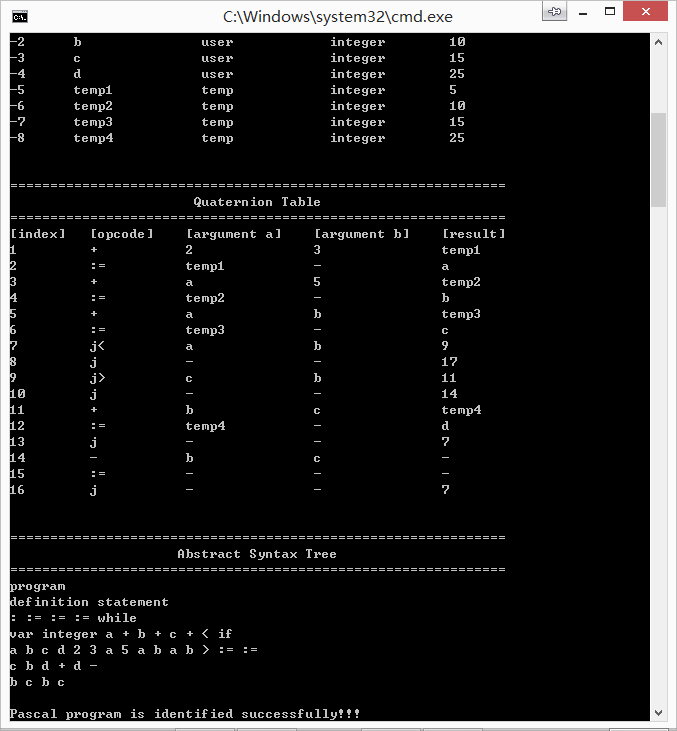 C:\Windows\system32\cmd.exe
-2 b user integer 10
-3 c user integer 15
-4 d user integer 25
-5 temp1 temp integer 5
-6 temp2 temp integer 10
-7 temp3 temp integer 15
-8 temp4 temp integer 25
==============================================================
Quaternion Table
==============================================================
[index] [opcode] [argument a] [argument b] [result]
1 + 2 3 temp1
2 := temp1 - a
3 + a 5 temp2
4 := temp2 - b
5 + a b temp3
6 := temp3 - c
7 j< a b 9
8 j - - 17
9 j> c b 11
10 j - - 14
11 + b c temp4
12 := temp4 - d
13 j - - 7
14 - b c -
15 := - - -
16 j - - 7
==============================================================
Abstract Syntax Tree
==============================================================
program
definition statement
: := := := while
var integer a + b + c + < if
a b c d 2 3 a 5 a b a b > := :=
c b d + d -
b c b c
Pascal program is identified successfully!!!